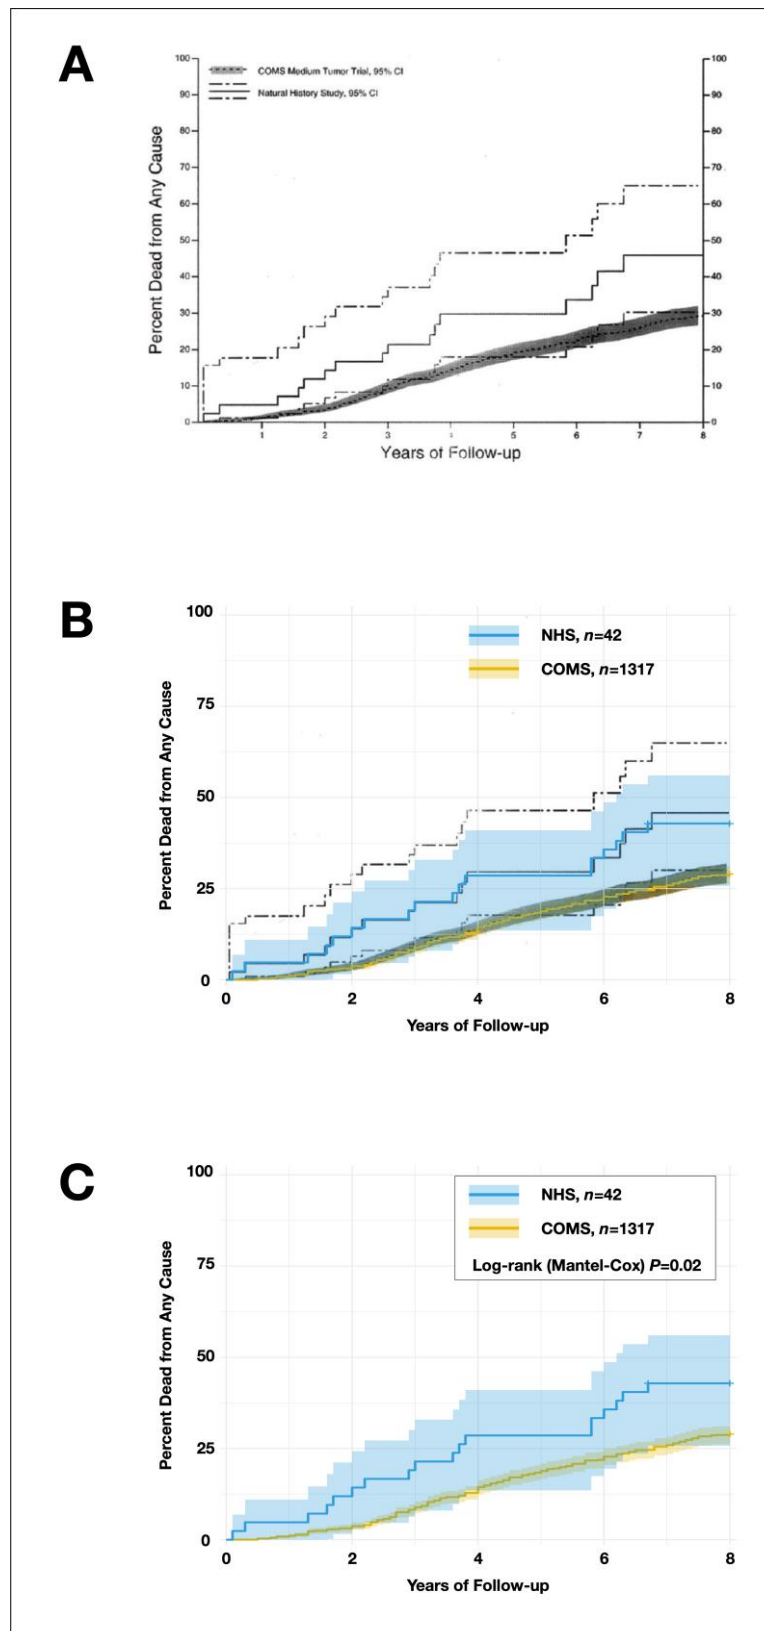 A
COMS Medium Tumor Trial, 95% CI
Natural History Study, 95% CI
Percent Dead from Any Cause
100
90
80
70
60
50
40
30
20
10
0
100
90
80
70
60
50
40
30
20
10
0
1 2 3 4 5 6 7 8
Years of Follow-up
B
NHS, n=42
COMS, n=1317
Percent Dead from Any Cause
100
75
50
25
0
0 2 4 6 8
Years of Follow-up
C
NHS, n=42
COMS, n=1317
Log-rank (Mantel-Cox) P=0.02
Percent Dead from Any Cause
100
75
50
25
0
0 2 4 6 8
Years of Follow-up